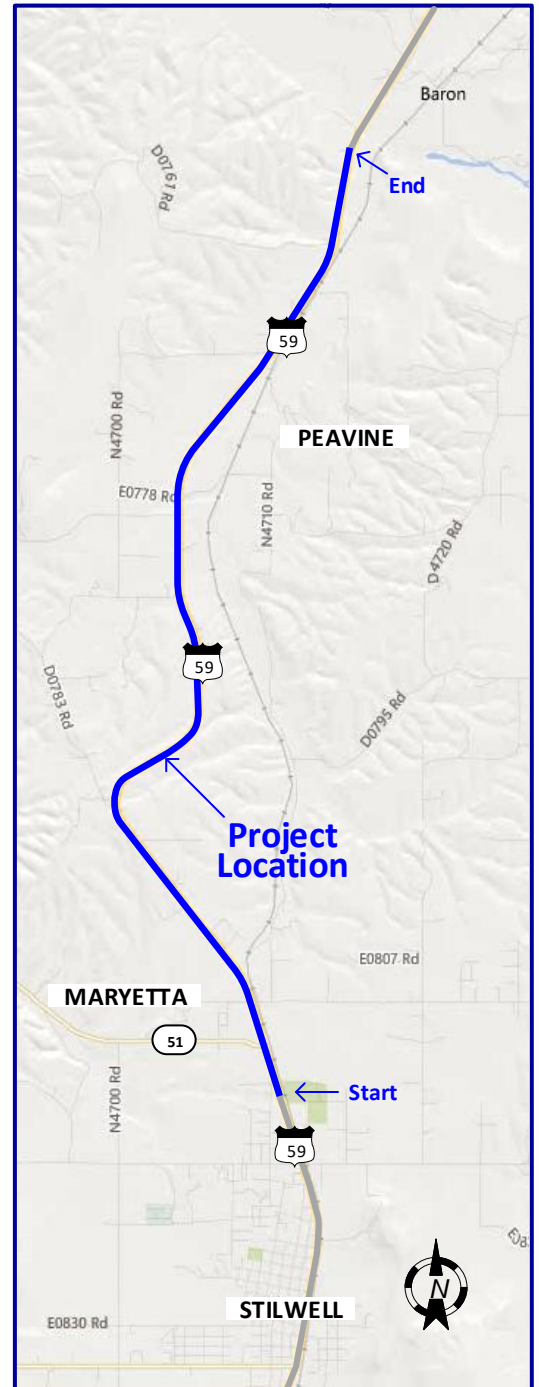 Baron
D0761 Rd
End
59
PEAVINE
N4700 Rd
E0778 Rd
N4710 Rd
D 4720 Rd
59
D0783 Rd
D0795 Rd
Project
Location
E0807 Rd
MARYETTA
51
Start
N4700 Rd
59
N
STILWELL
E0830 Rd